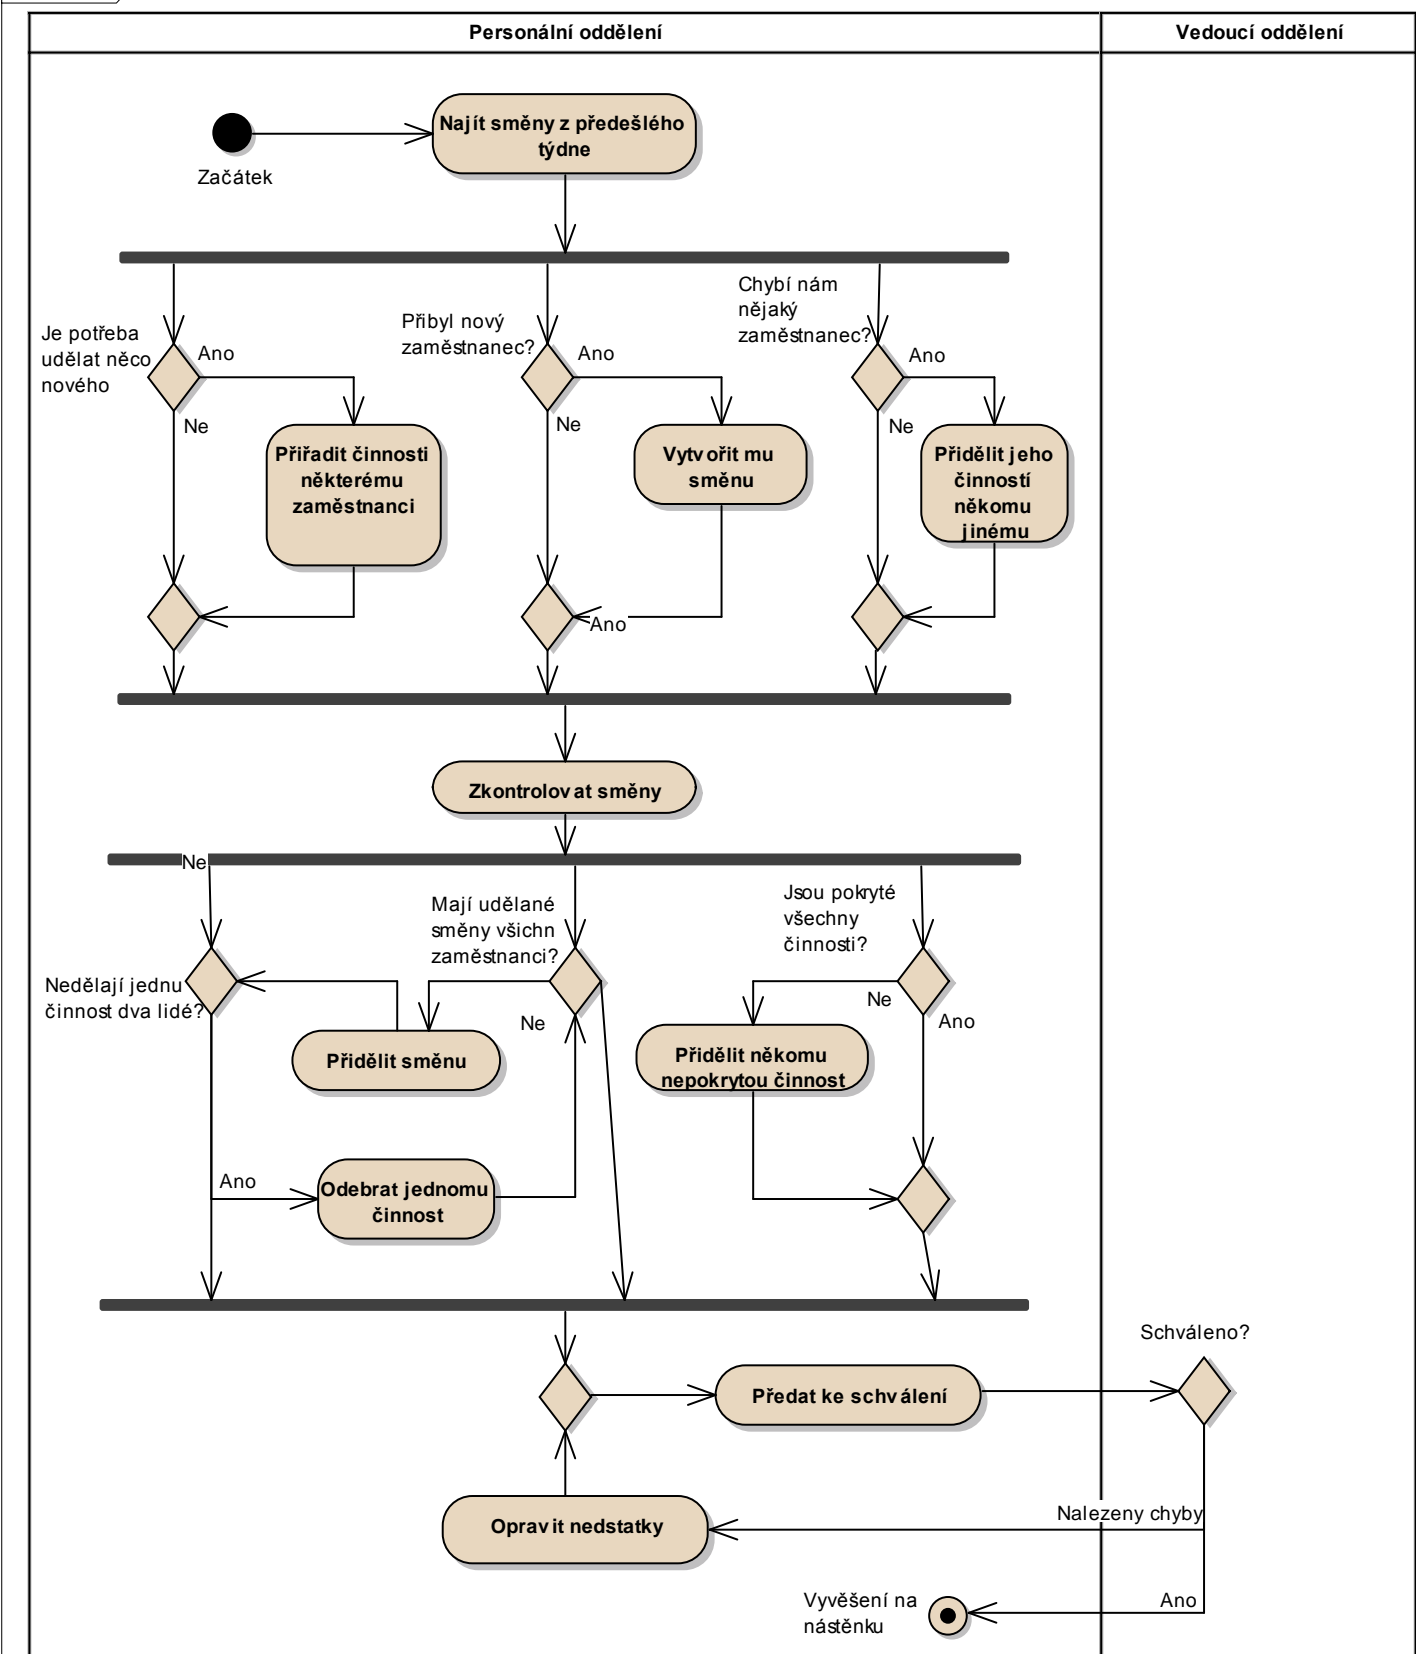 Personální oddělení
Vedoucí oddělení
Najít směny z předešlého
týdne
Začátek
Je potřeba
udělat něco
nového
Ano
Ne
Přiřadit činnosti
některému
zaměstnanci
Přibyl nový
zaměstnanec?
Ano
Ne
Vytvořit mu
směnu
Ano
Chybí nám
nějaký
zaměstnanec?
Ano
Ne
Přidělit jeho
činností
někomu
jinému
Zkontrolovat směny
Ne
Nedělají jednu
činnost dva lidé?
Mají udělané
směny všichn
zaměstnanci?
Ne
Přidělit směnu
Ano
Odebrat jednomu
činnost
Jsou pokryté
všechny
činnosti?
Ne
Ano
Přidělit někomu
nepokrytou činnost
Schváleno?
Předat ke schválení
Nalezeny chyby
Opravit nedstatky
Ano
Vyvěšení na
nástěnku